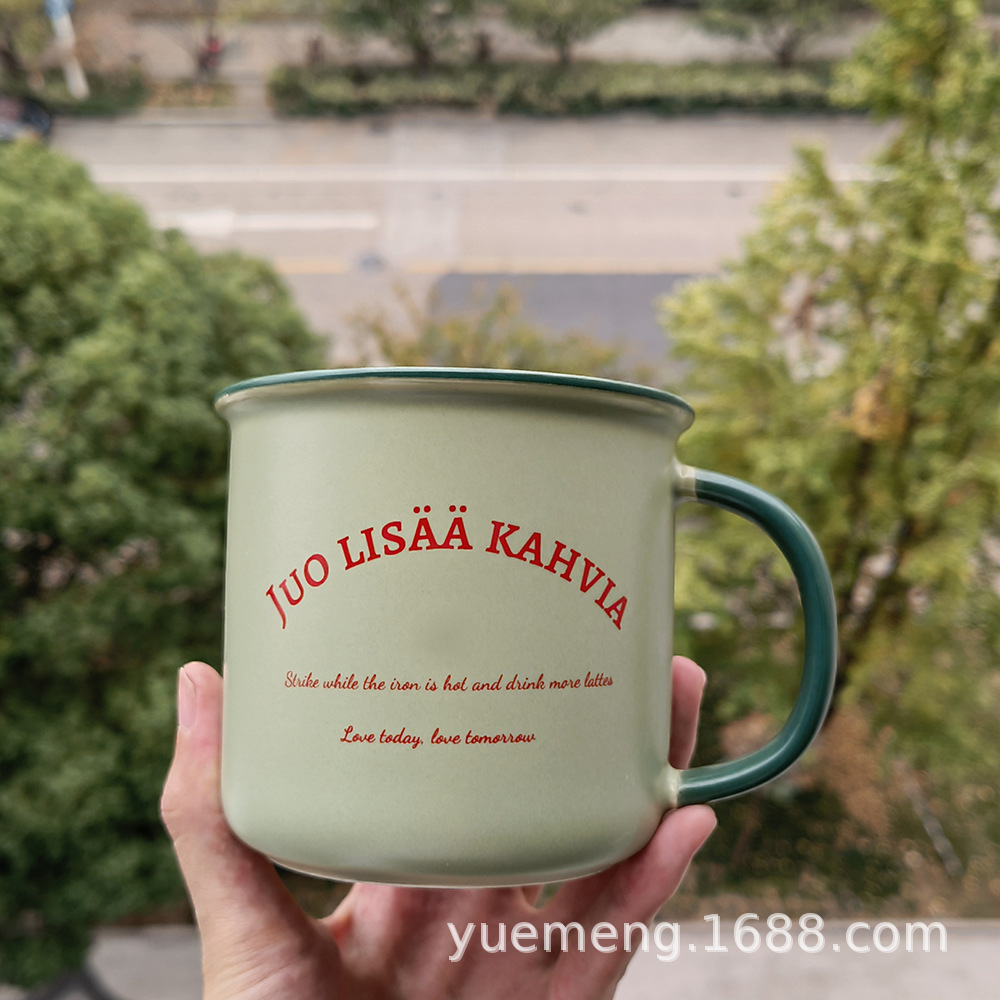 JUO LISÄÄ KAHVIA
Strike while the iron is hot and drink more lattes
Love today, love tomorrow
yuemeng.1688.com